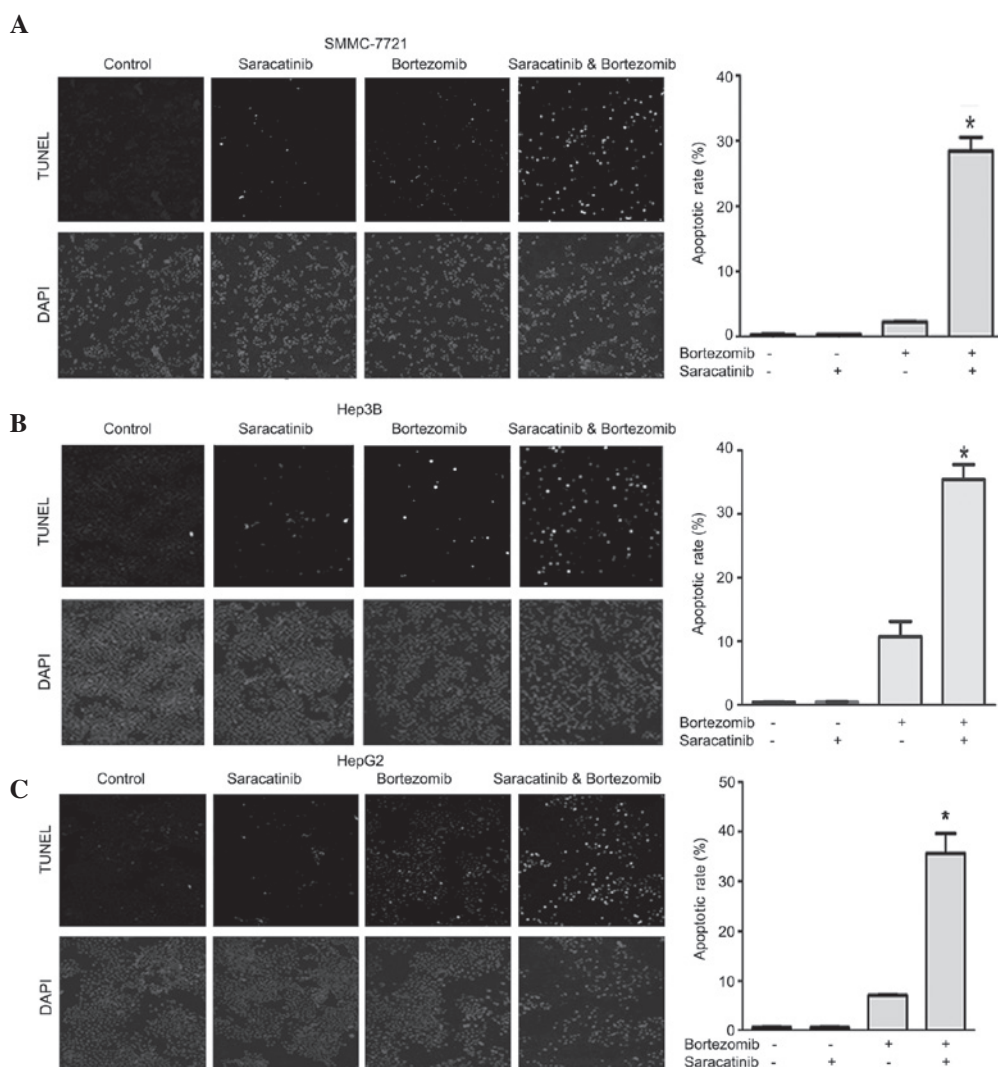 A
SMMC-7721
Control Saracatinib Bortezomib Saracatinib & Bortezomib
TUNEL
DAPI
Apoptotic rate (%)
40
30
20
10
0
*
Bortezomib - - + +
Saracatinib - + - +
B
Hep3B
Control Saracatinib Bortezomib Saracatinib & Bortezomib
TUNEL
DAPI
Apoptotic rate (%)
40
30
20
10
0
*
Bortezomib - - + +
Saracatinib - + - +
C
HepG2
Control Saracatinib Bortezomib Saracatinib & Bortezomib
TUNEL
DAPI
Apoptotic rate (%)
50
40
30
20
10
0
*
Bortezomib - - + +
Saracatinib - + - +